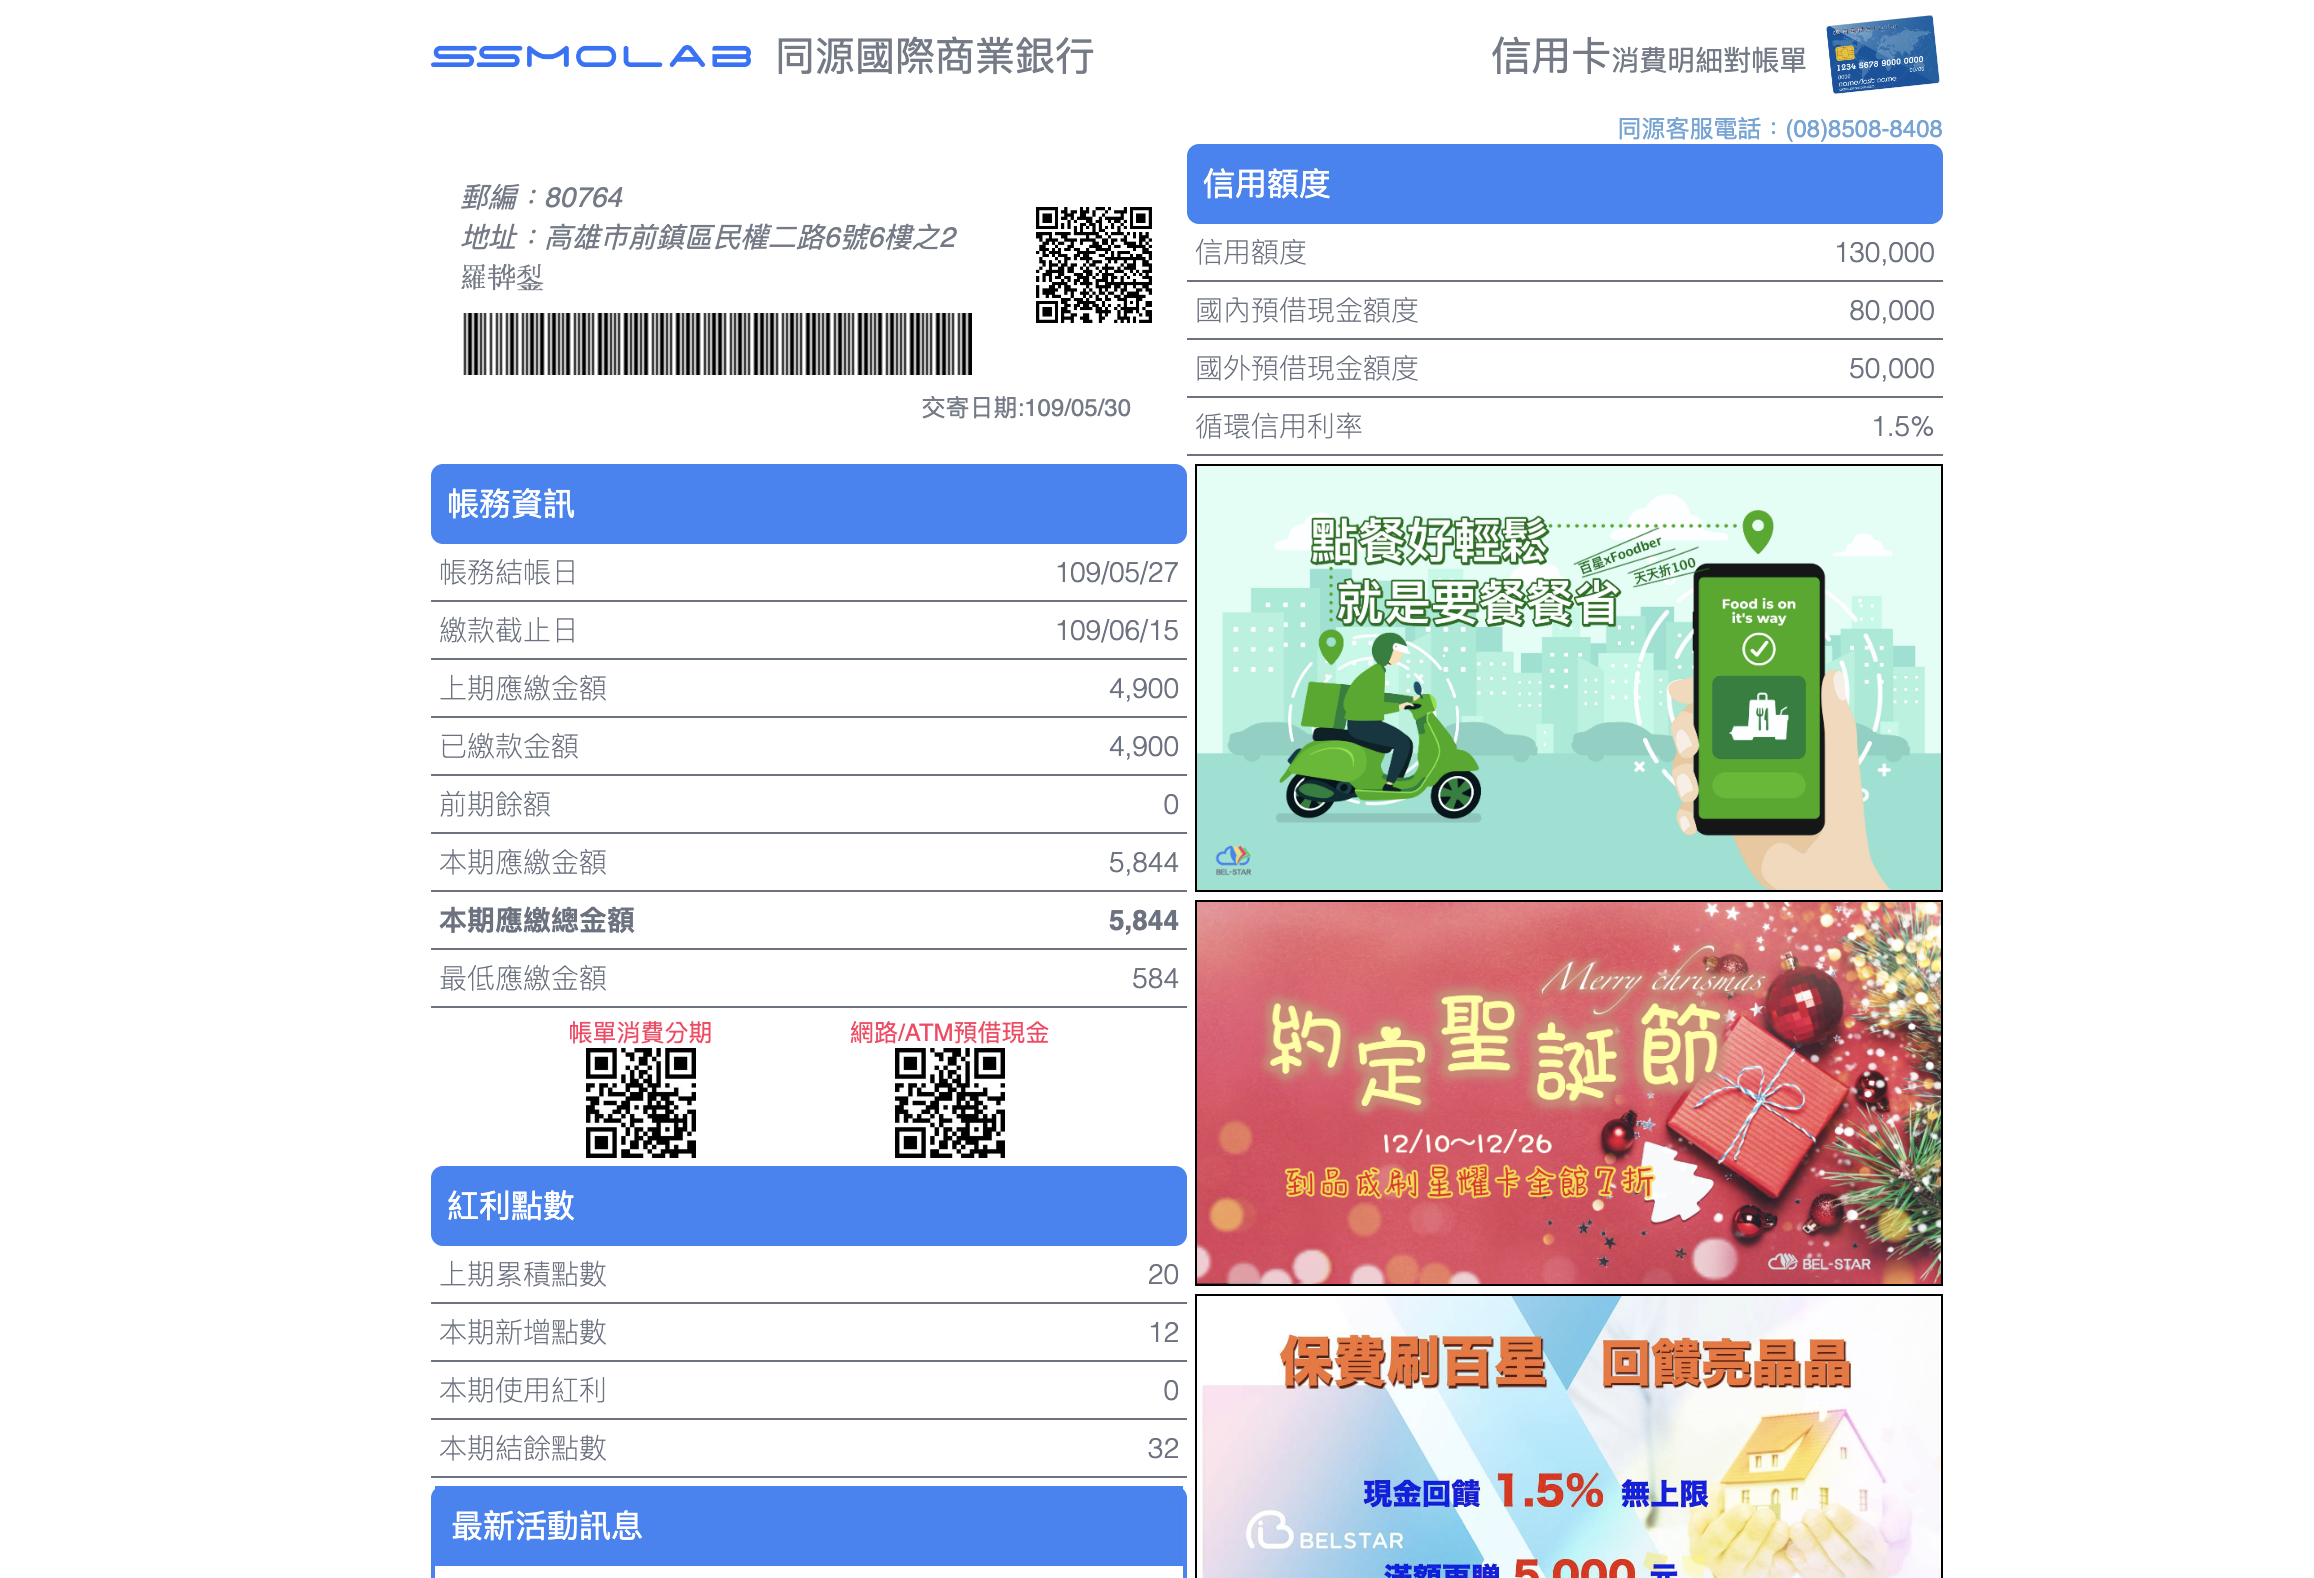 SSMOLAB 同源國際商業銀行
信用卡消費明細對帳單
1234 5678 9000 0000
同源客服電話：(08)8508-8408
郵編：80764
地址：高雄市前鎮區民權二路6號6樓之2
交寄日期:109/05/30
信用額度
信用額度 130,000
國內預借現金額度 80,000
國外預借現金額度 50,000
循環信用利率 1.5%
帳務資訊
帳務結帳日 109/05/27
繳款截止日 109/06/15
上期應繳金額 4,900
已繳款金額 4,900
前期餘額 0
本期應繳金額 5,844
本期應繳總金額 5,844
最低應繳金額 584
帳單消費分期
網路/ATM預借現金
紅利點數
上期累積點數 20
本期新增點數 12
本期使用紅利 0
本期結餘點數 32
最新活動訊息
點餐好輕鬆
就是要餐餐省
百星xFoodber
天天折100
Food is on
it's way
BEL-STAR
Merry chrismas
約定聖誕節
12/10～12/26
到品成刷星耀卡全館7折
BEL-STAR
保費刷百星 回饋亮晶晶
現金回饋 1.5% 無上限
BELSTAR
滿額再贈 5,000 元